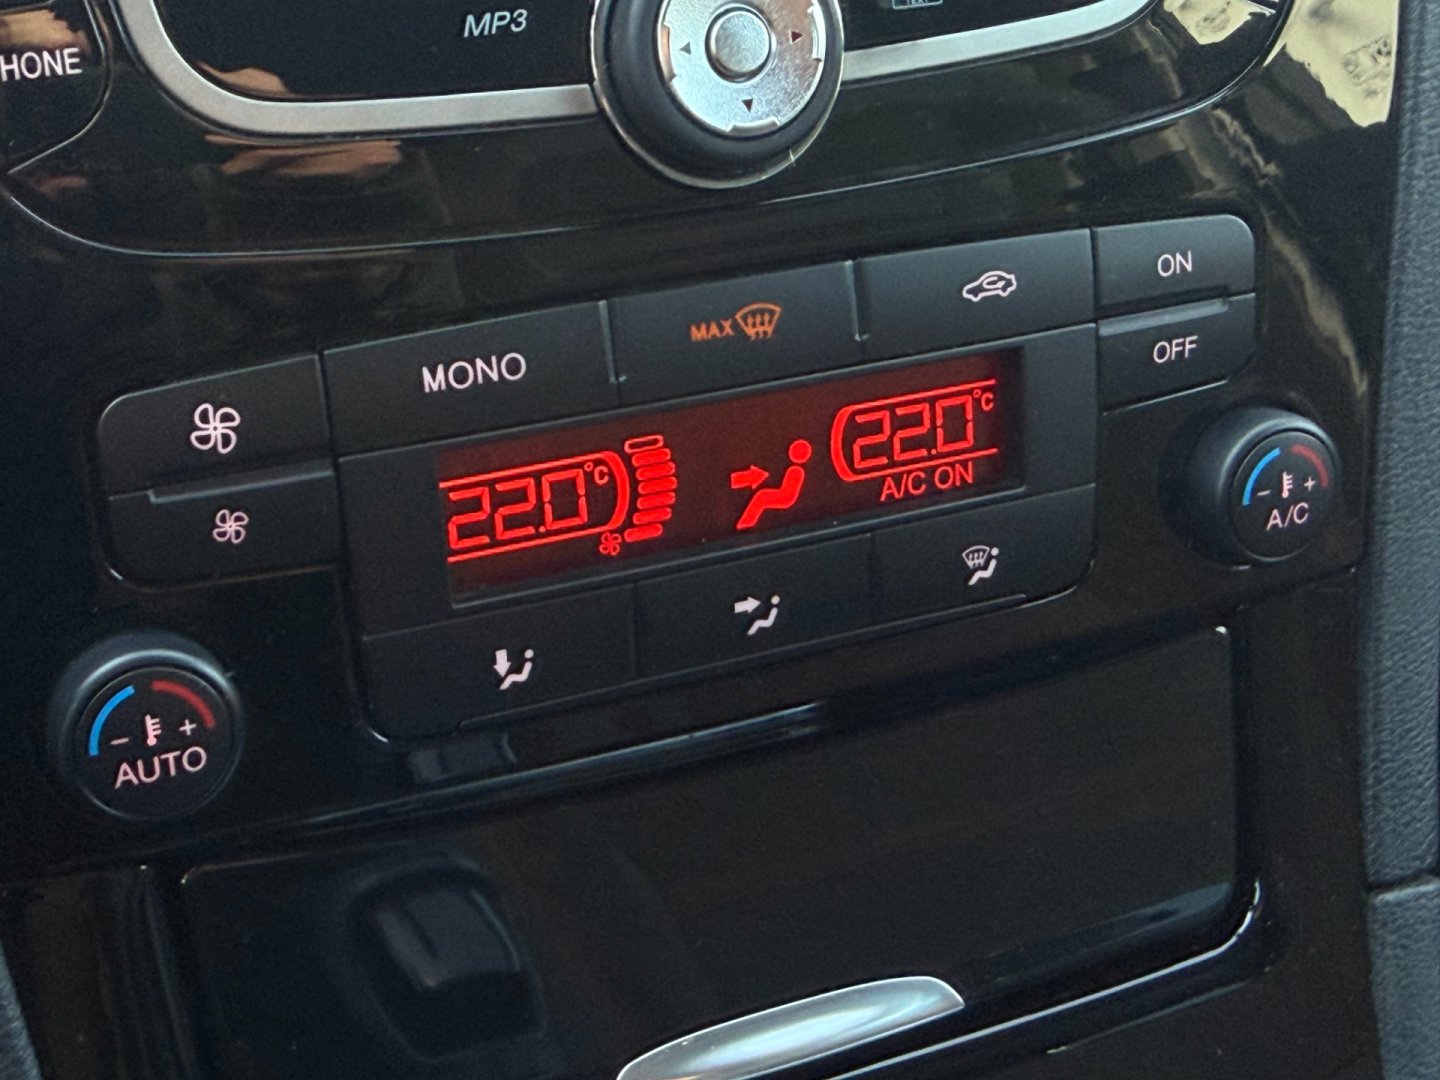 MP3
HONE
ON
MAX
OFF
MONO
22.0°C
22.0°C
A/C ON
- +
A/C
- +
AUTO